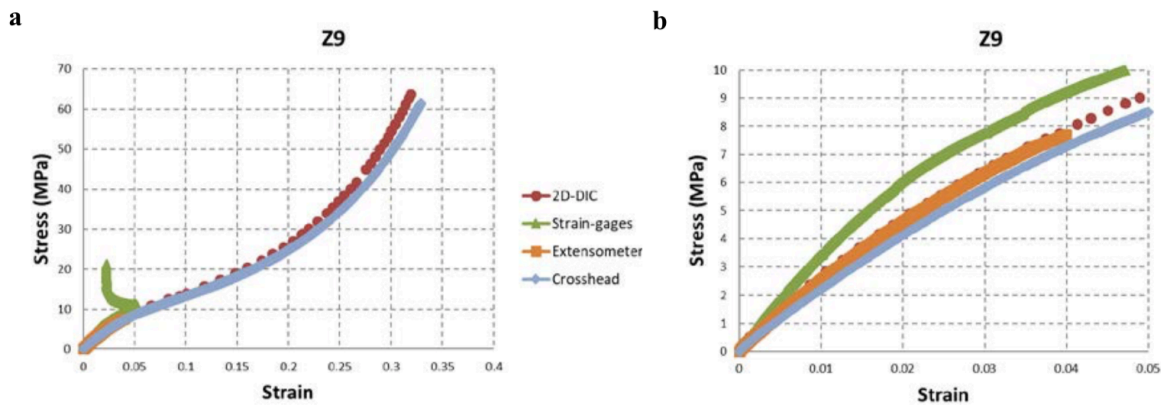 a
Z9
Stress (MPa)
70
60
50
40
30
20
10
0
0 0.05 0.1 0.15 0.2 0.25 0.3 0.35 0.4
Strain
2D-DIC
Strain-gages
Extensometer
Crosshead
b
Z9
Stress (MPa)
10
9
8
7
6
5
4
3
2
1
0
0 0.01 0.02 0.03 0.04 0.05
Strain